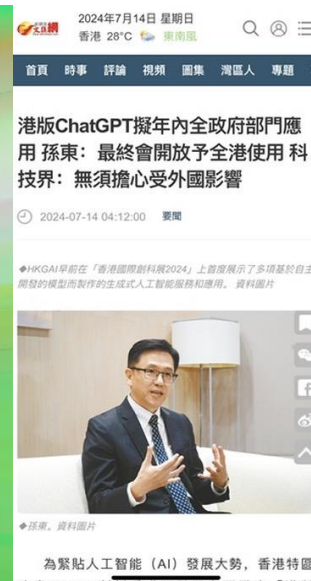 文匯網
2024年7月14日 星期日
香港 28°C 東南風
首頁 時事 評論 視頻 圖集 灣區人 專題
港版ChatGPT擬年內全政府部門應
用 孫東：最終會開放予全港使用 科
技界：無須擔心受外國影響
2024-07-14 04:12:00 要聞
◆HKGAI早前在「香港國際創科展2024」上首度展示了多項基於自主
開發的模型而製作的生成式人工智能服務和應用。 資料圖片
◆孫東。資料圖片
為緊貼人工智能（AI）發展大勢，香港特區